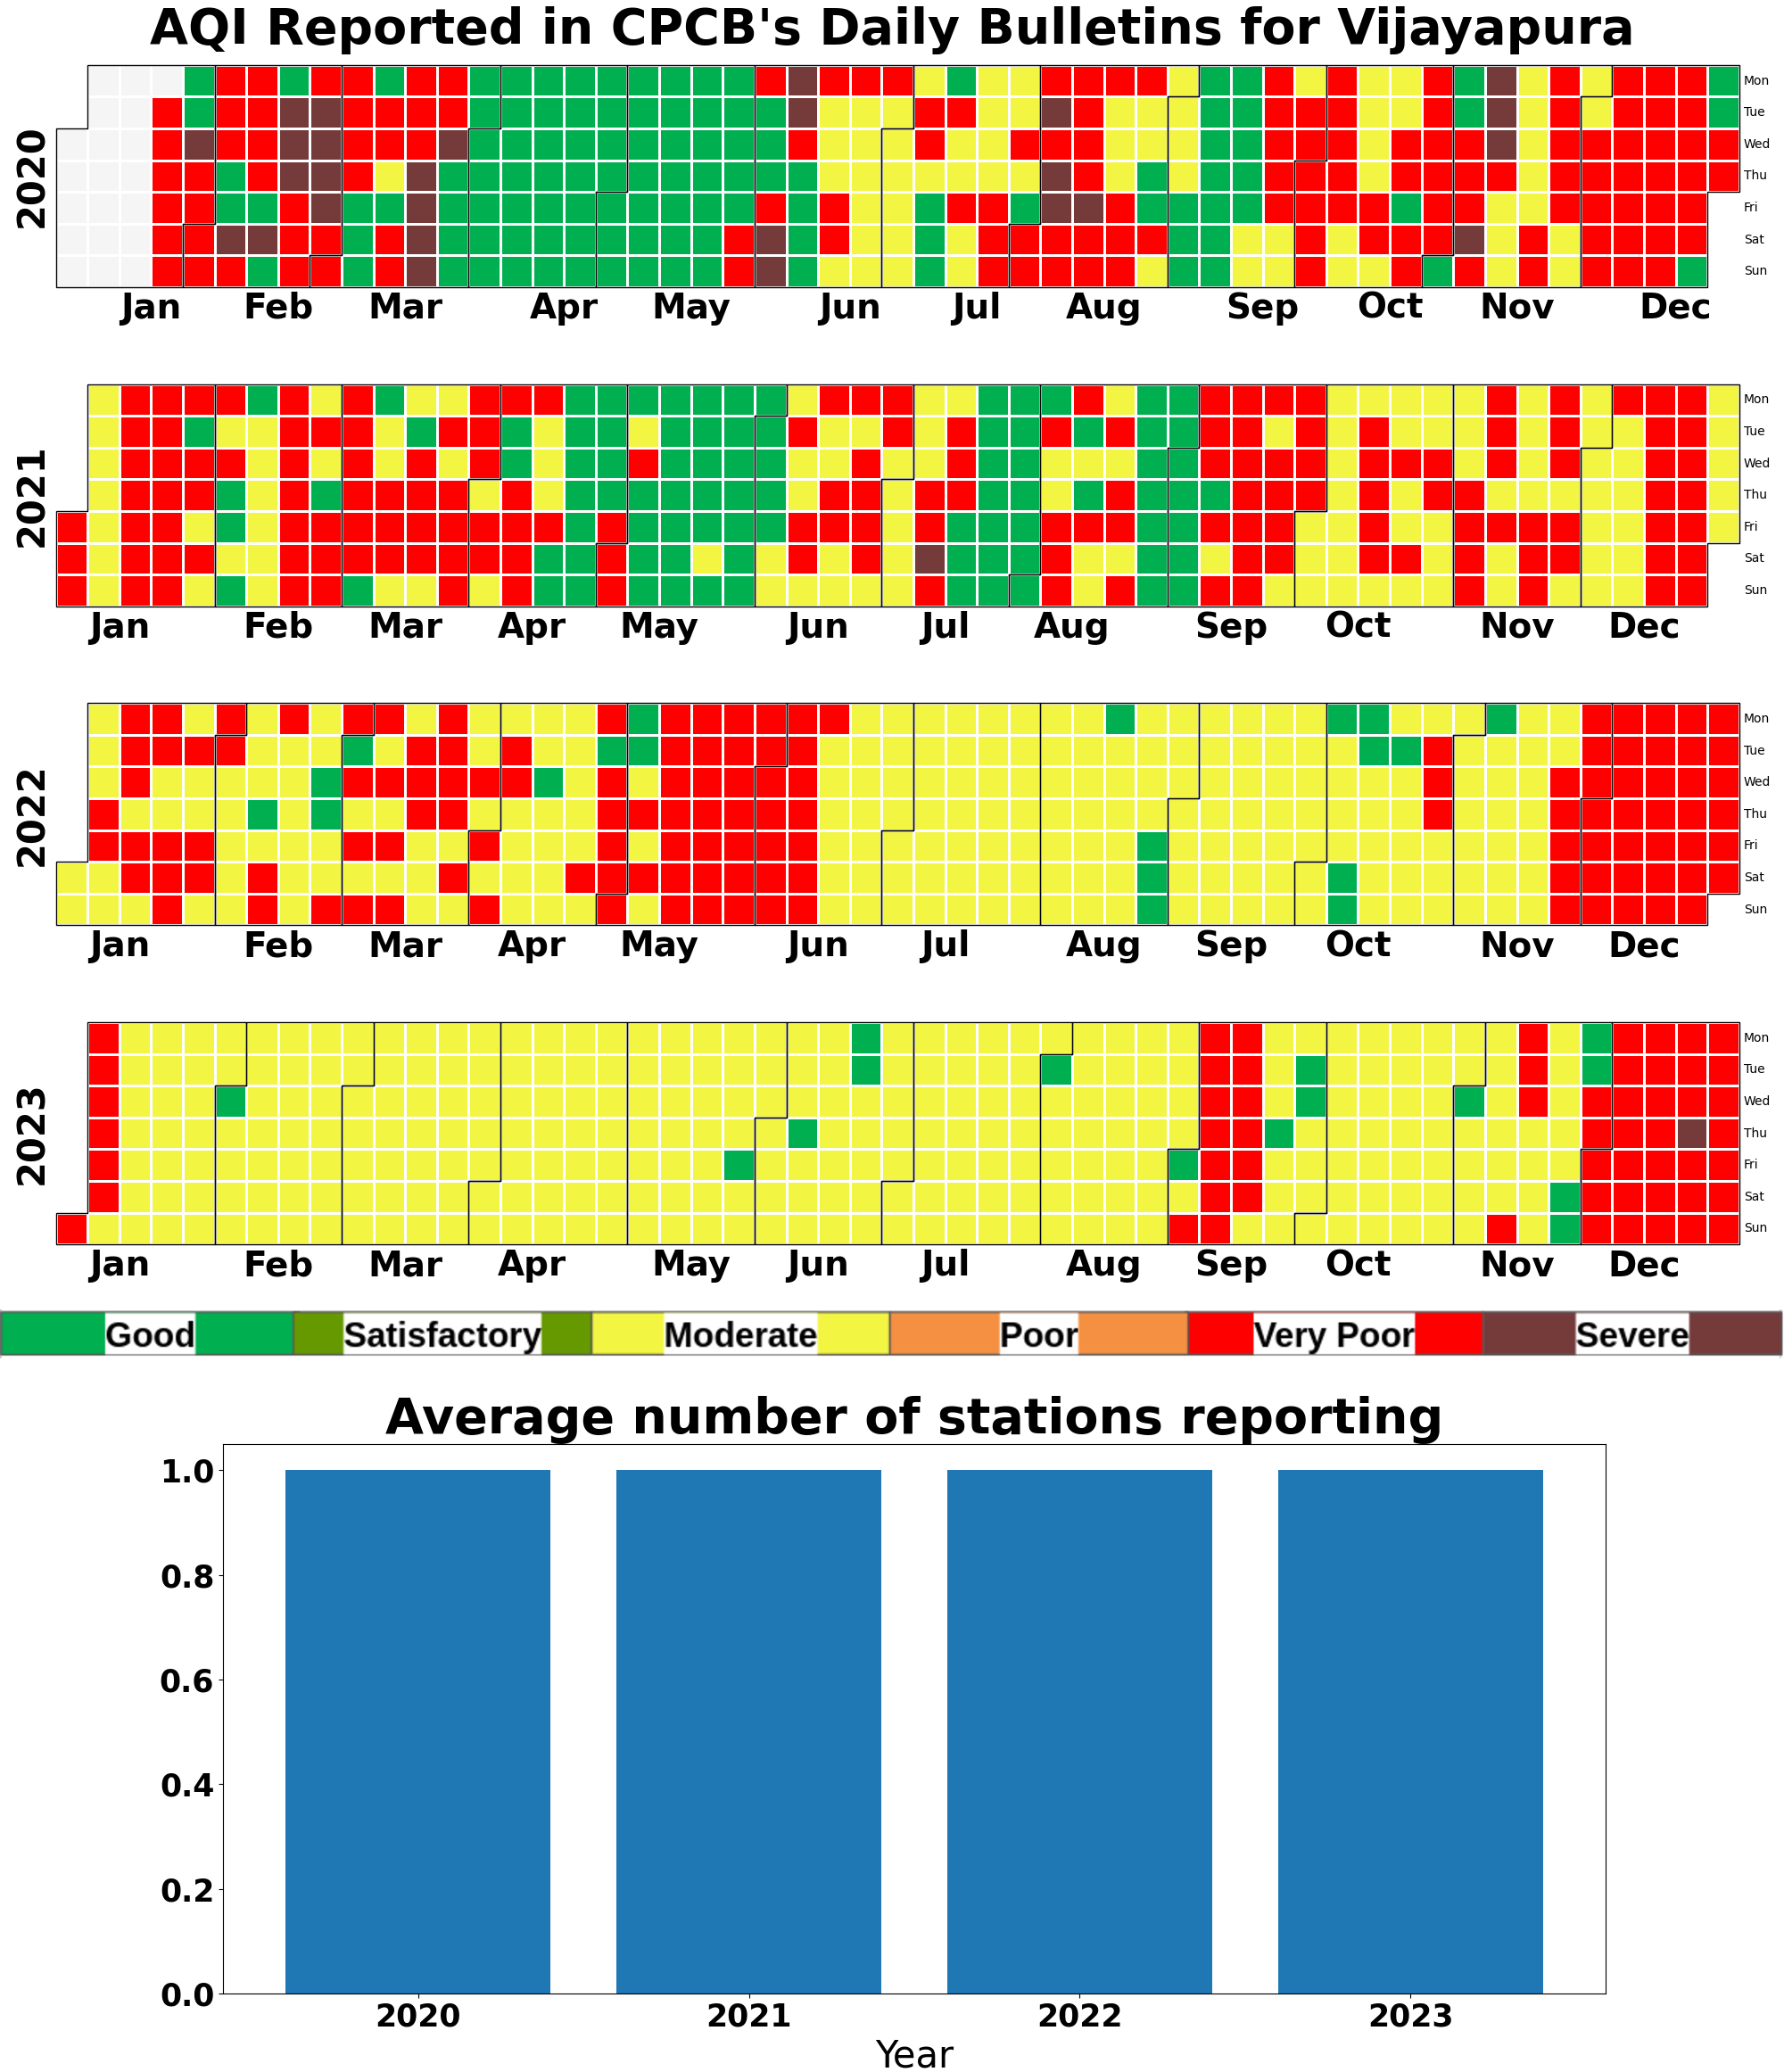 AQI Reported in CPCB's Daily Bulletins for Vijayapura
2020
Mon
Tue
Wed
Thu
Fri
Sat
Sun
Jan Feb Mar Apr May Jun Jul Aug Sep Oct Nov Dec
2021
Mon
Tue
Wed
Thu
Fri
Sat
Sun
Jan Feb Mar Apr May Jun Jul Aug Sep Oct Nov Dec
2022
Mon
Tue
Wed
Thu
Fri
Sat
Sun
Jan Feb Mar Apr May Jun Jul Aug Sep Oct Nov Dec
2023
Mon
Tue
Wed
Thu
Fri
Sat
Sun
Jan Feb Mar Apr May Jun Jul Aug Sep Oct Nov Dec
Good Satisfactory Moderate Poor Very Poor Severe
Average number of stations reporting
1.0
0.8
0.6
0.4
0.2
0.0
2020 2021 2022 2023
Year